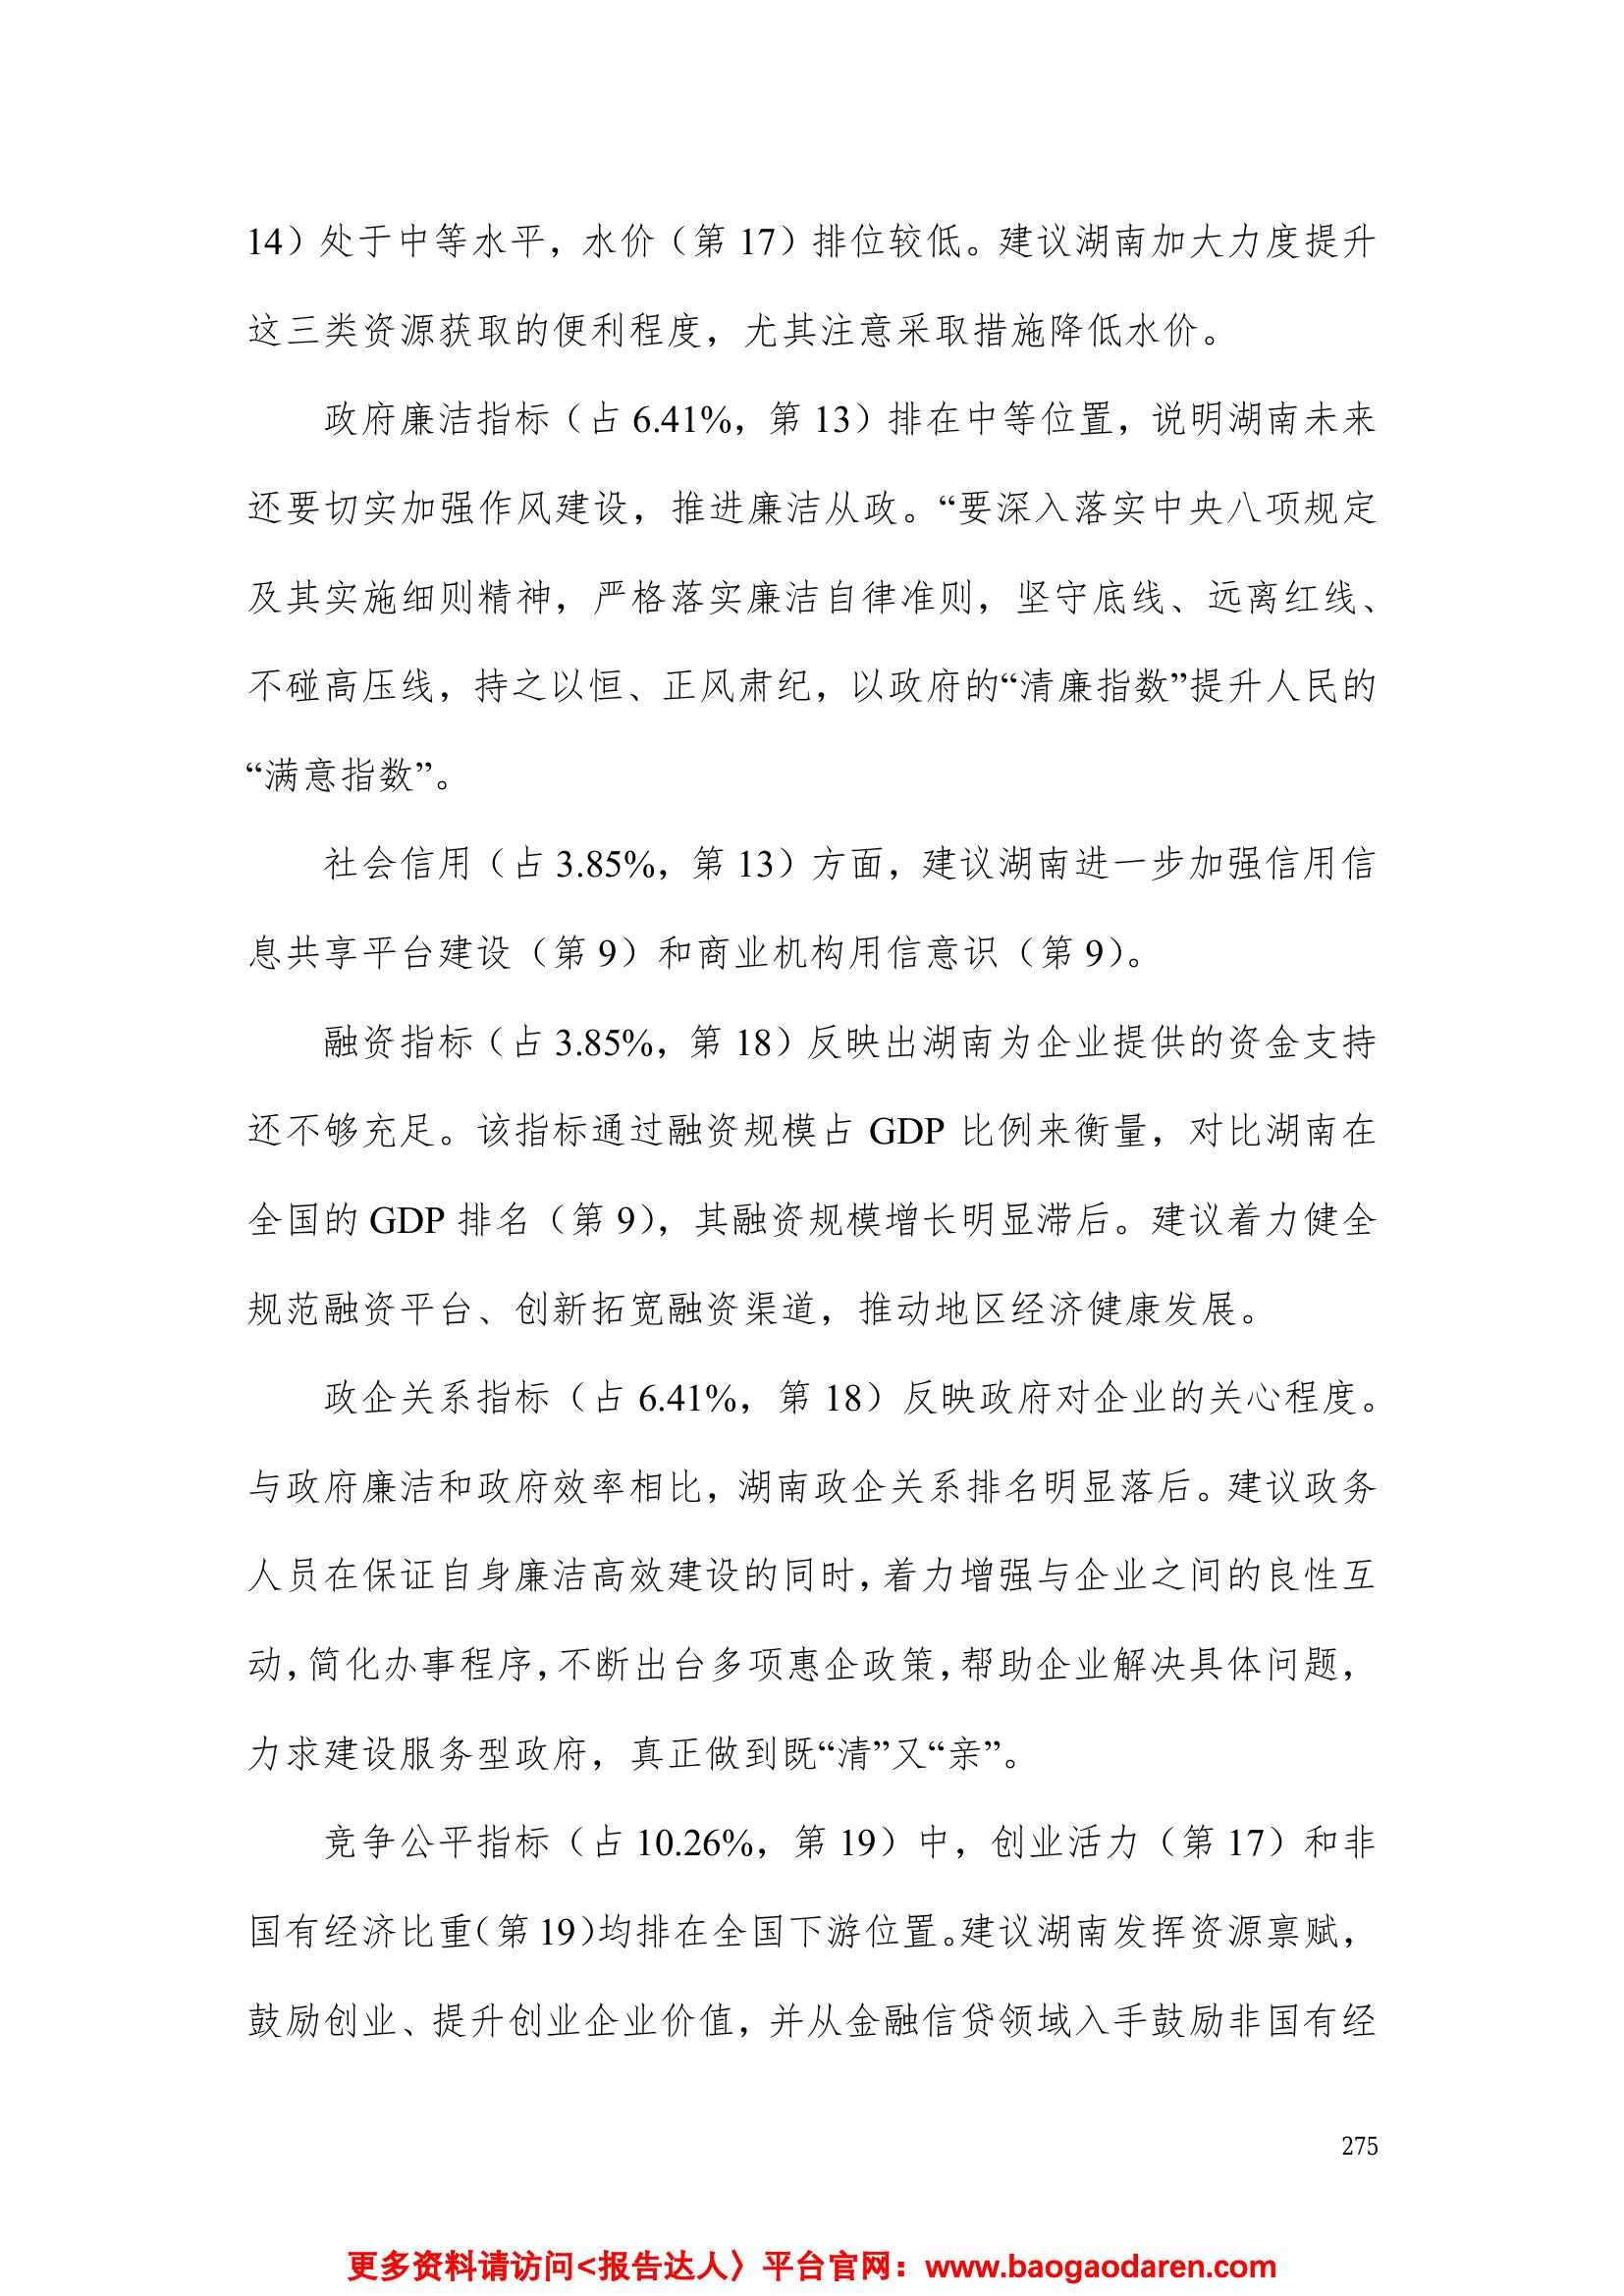 14）处于中等水平，水价（第 17）排位较低。建议湖南加大力度提升
这三类资源获取的便利程度，尤其注意采取措施降低水价。
政府廉洁指标（占 6.41%，第 13）排在中等位置，说明湖南未来
还要切实加强作风建设，推进廉洁从政。“要深入落实中央八项规定
及其实施细则精神，严格落实廉洁自律准则，坚守底线、远离红线、
不碰高压线，持之以恒、正风肃纪，以政府的“清廉指数”提升人民的
“满意指数”。
社会信用（占 3.85%，第 13）方面，建议湖南进一步加强信用信
息共享平台建设（第 9）和商业机构用信意识（第 9）。
融资指标（占 3.85%，第 18）反映出湖南为企业提供的资金支持
还不够充足。该指标通过融资规模占 GDP 比例来衡量，对比湖南在
全国的 GDP 排名（第 9），其融资规模增长明显滞后。建议着力健全
规范融资平台、创新拓宽融资渠道，推动地区经济健康发展。
政企关系指标（占 6.41%，第 18）反映政府对企业的关心程度。
与政府廉洁和政府效率相比，湖南政企关系排名明显落后。建议政务
人员在保证自身廉洁高效建设的同时，着力增强与企业之间的良性互
动，简化办事程序，不断出台多项惠企政策，帮助企业解决具体问题，
力求建设服务型政府，真正做到既“清”又“亲”。
竞争公平指标（占 10.26%，第 19）中，创业活力（第 17）和非
国有经济比重（第 19）均排在全国下游位置。建议湖南发挥资源禀赋，
鼓励创业、提升创业企业价值，并从金融信贷领域入手鼓励非国有经
275
更多资料请访问<报告达人〉平台官网：www.baogaodaren.com